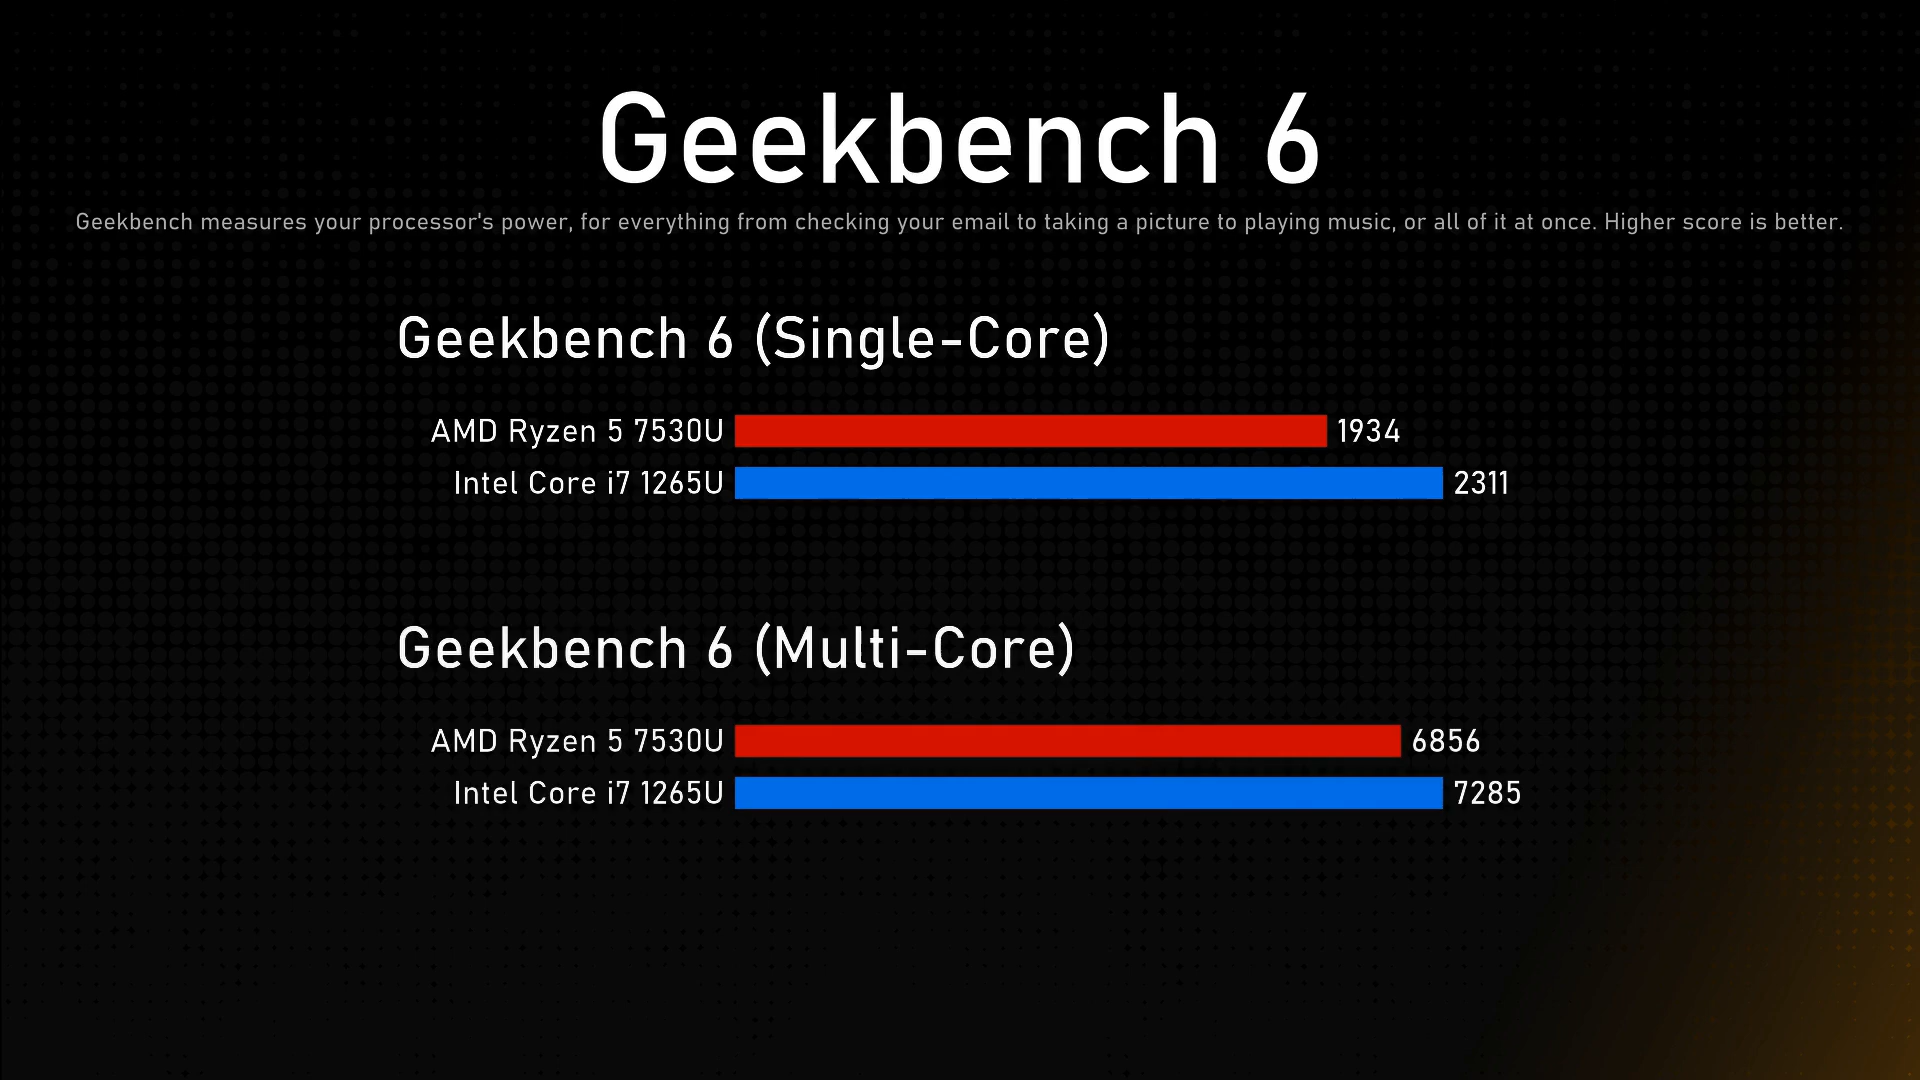 Geekbench 6
Geekbench measures your processor's power, for everything from checking your email to taking a picture to playing music, or all of it at once. Higher score is better.
Geekbench 6 (Single-Core)
AMD Ryzen 5 7530U 1934
Intel Core i7 1265U 2311
Geekbench 6 (Multi-Core)
AMD Ryzen 5 7530U 6856
Intel Core i7 1265U 7285